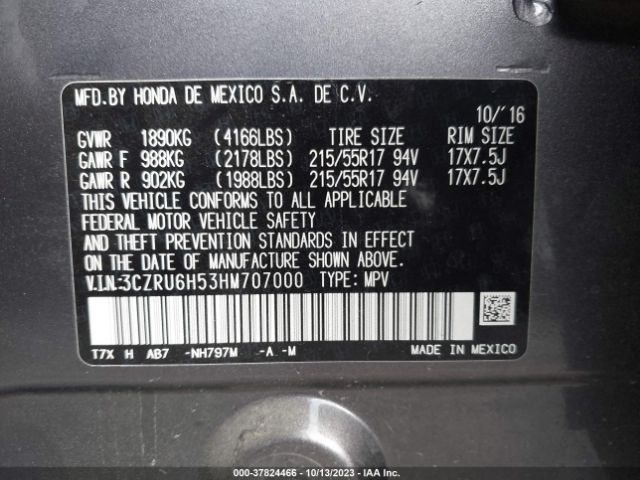 MFD. BY HONDA DE MEXICO S.A. DE C.V.
10/'16
GVWR 1890KG (4166LBS) TIRE SIZE RIM SIZE
GAWR F 988KG (2178LBS) 215/55R17 94V 17X7.5J
GAWR R 902KG (1988LBS) 215/55R17 94V 17X7.5J
THIS VEHICLE CONFORMS TO ALL APPLICABLE
FEDERAL MOTOR VEHICLE SAFETY
AND THEFT PREVENTION STANDARDS IN EFFECT
ON THE DATE OF MANUFACTURE SHOWN ABOVE.
V.I.N.:3CZRU6H53HM707000 TYPE: MPV
T7X H AB7 -NH797M -A -M MADE IN MEXICO
000-37824466 - 10/13/2023 - IAA Inc.